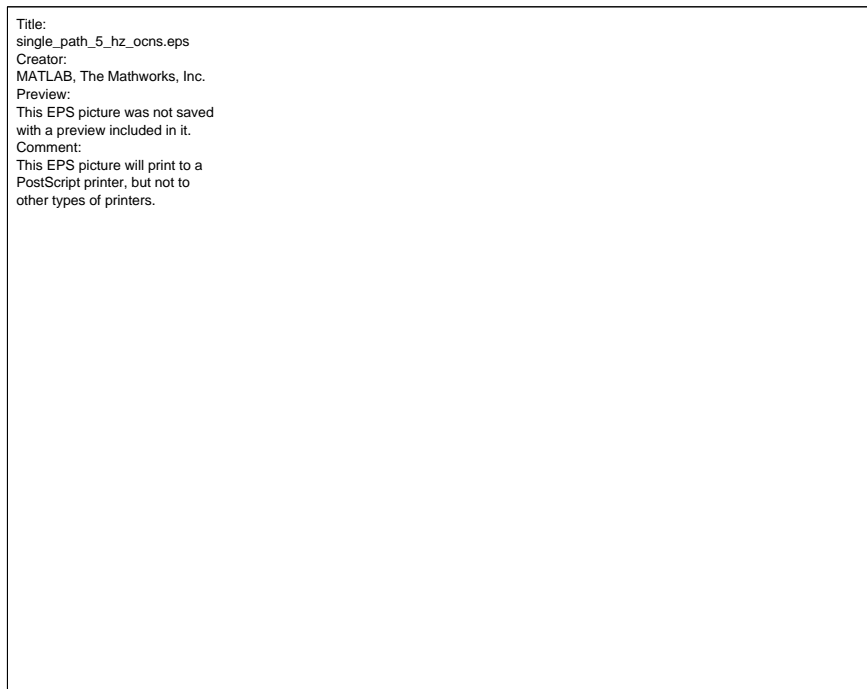 Title:
single_path_5_hz_ocns.eps
Creator:
MATLAB, The Mathworks, Inc.
Preview:
This EPS picture was not saved
with a preview included in it.
Comment:
This EPS picture will print to a
PostScript printer, but not to
other types of printers.